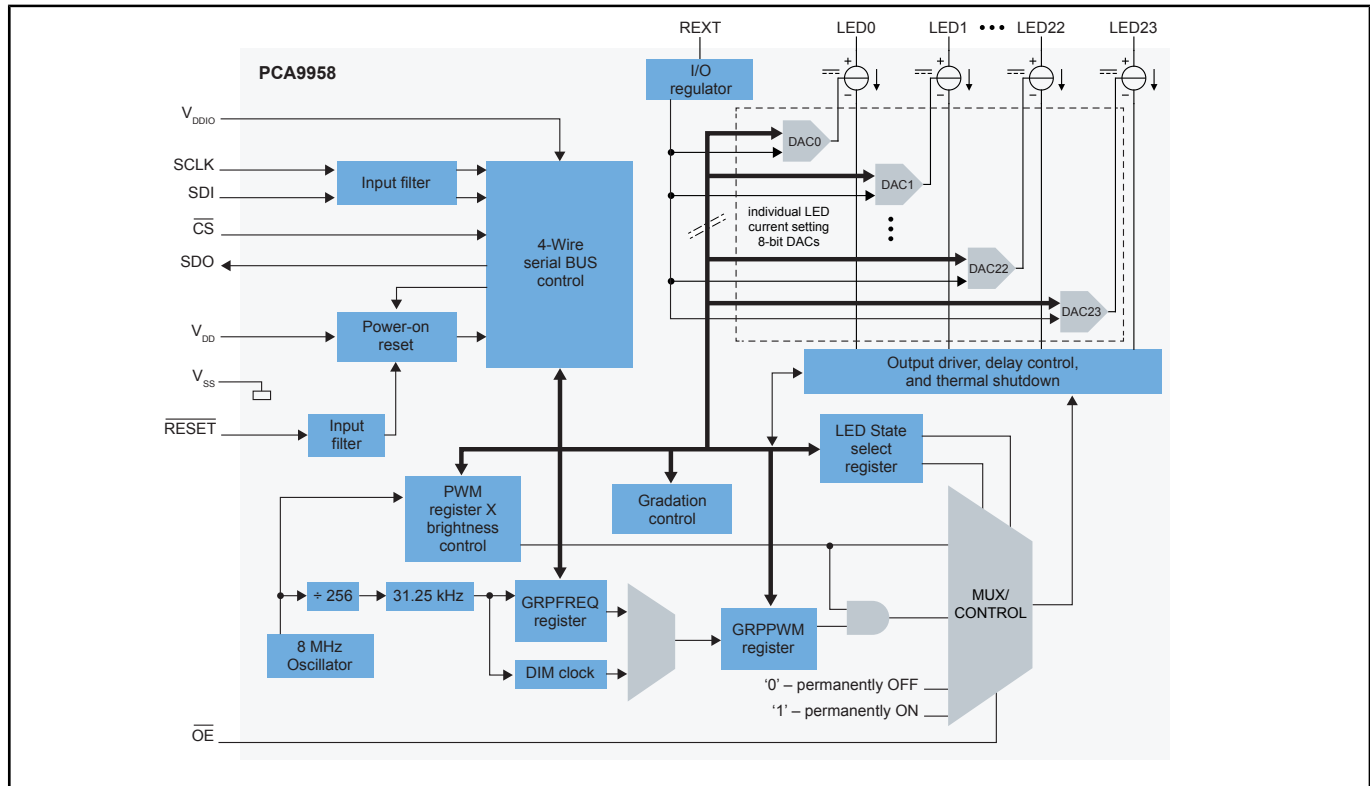 REXT
LED0
LED1
•••
LED22
LED23
PCA9958
I/O
regulator
+
+
+
+
−
−
−
−
VDDIO
SCLK
SDI
Input filter
CS
SDO
4-Wire
serial BUS
control
DAC0
DAC1
individual LED
current setting
8-bit DACs
DAC22
DAC23
VDD
Power-on
reset
VSS
Output driver, delay control,
and thermal shutdown
RESET
Input
filter
LED State
select
register
PWM
register X
brightness
control
Gradation
control
÷ 256
31.25 kHz
GRPFREQ
register
GRPPWM
register
MUX/
CONTROL
8 MHz
Oscillator
DIM clock
‘0’ – permanently OFF
‘1’ – permanently ON
OE